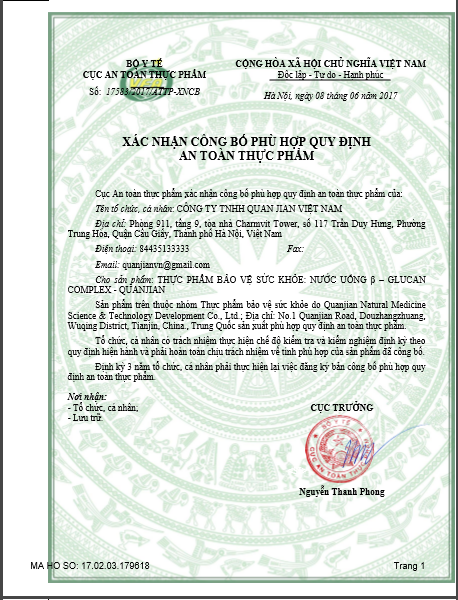 BỘ Y TẾ
CỤC AN TOÀN THỰC PHẨM
Số: 17583/2017/ATTP-XNCB
CỘNG HÒA XÃ HỘI CHỦ NGHĨA VIỆT NAM
Độc lập - Tự do - Hạnh phúc
Hà Nội, ngày 08 tháng 06 năm 2017
XÁC NHẬN CÔNG BỐ PHÙ HỢP QUY ĐỊNH
AN TOÀN THỰC PHẨM
Cục An toàn thực phẩm xác nhận công bố phù hợp quy định an toàn thực phẩm của:
Tên tổ chức, cá nhân: CÔNG TY TNHH QUAN JIAN VIỆT NAM
Địa chỉ: Phòng 911, tầng 9, tòa nhà Charmvit Tower, số 117 Trần Duy Hưng, Phường
Trung Hòa, Quận Cầu Giấy, Thành phố Hà Nội, Việt Nam
Điện thoại: 84435133333 Fax:
Email: quanjianvn@gmail.com
Cho sản phẩm: THỰC PHẨM BẢO VỆ SỨC KHỎE: NƯỚC UỐNG β – GLUCAN
COMPLEX - QUANJIAN
Sản phẩm trên thuộc nhóm Thực phẩm bảo vệ sức khỏe do Quanjian Natural Medicine
Science & Technology Development Co., Ltd.; Địa chỉ: No.1 Quanjian Road, Douzhangzhuang,
Wuqing District, Tianjin, China., Trung Quốc sản xuất phù hợp quy định an toàn thực phẩm.
Tổ chức, cá nhân có trách nhiệm thực hiện chế độ kiểm tra và kiểm nghiệm định kỳ theo
quy định hiện hành và phải hoàn toàn chịu trách nhiệm về tính phù hợp của sản phẩm đã công bố.
Định kỳ 3 năm tổ chức, cá nhân phải thực hiện lại việc đăng ký bản công bố phù hợp quy
định an toàn thực phẩm.
Nơi nhận:
- Tổ chức, cá nhân;
- Lưu trữ.
CỤC TRƯỞNG
BỘ Y TẾ
CỤC AN TOÀN THỰC
Nguyễn Thanh Phong
MA HO SO: 17.02.03.179618
Trang 1